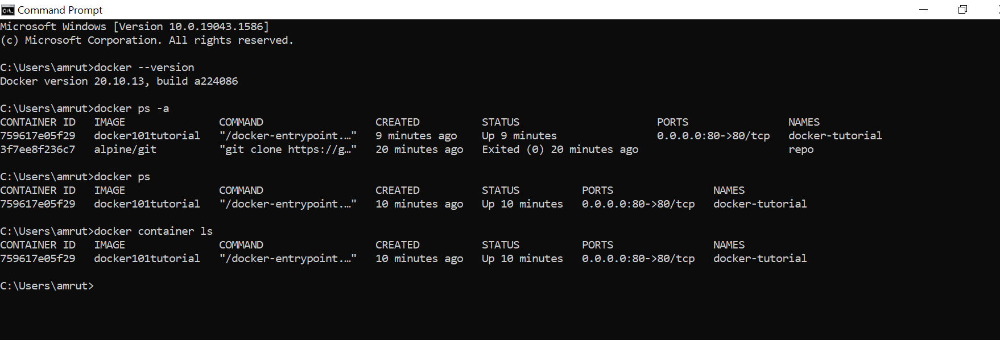 Command Prompt
Microsoft Windows [Version 10.0.19043.1586]
(c) Microsoft Corporation. All rights reserved.
C:\Users\amrut>docker --version
Docker version 20.10.13, build a224086
C:\Users\amrut>docker ps -a
CONTAINER ID   IMAGE               COMMAND                  CREATED          STATUS                      PORTS                NAMES
759617e05f29   docker101tutorial   "/docker-entrypoint.…"   9 minutes ago    Up 9 minutes                0.0.0.0:80->80/tcp   docker-tutorial
3f7ee8f236c7   alpine/git          "git clone https://g…"   20 minutes ago   Exited (0) 20 minutes ago                        repo
C:\Users\amrut>docker ps
CONTAINER ID   IMAGE               COMMAND                  CREATED          STATUS          PORTS                NAMES
759617e05f29   docker101tutorial   "/docker-entrypoint.…"   10 minutes ago   Up 10 minutes   0.0.0.0:80->80/tcp   docker-tutorial
C:\Users\amrut>docker container ls
CONTAINER ID   IMAGE               COMMAND                  CREATED          STATUS          PORTS                NAMES
759617e05f29   docker101tutorial   "/docker-entrypoint.…"   10 minutes ago   Up 10 minutes   0.0.0.0:80->80/tcp   docker-tutorial
C:\Users\amrut>